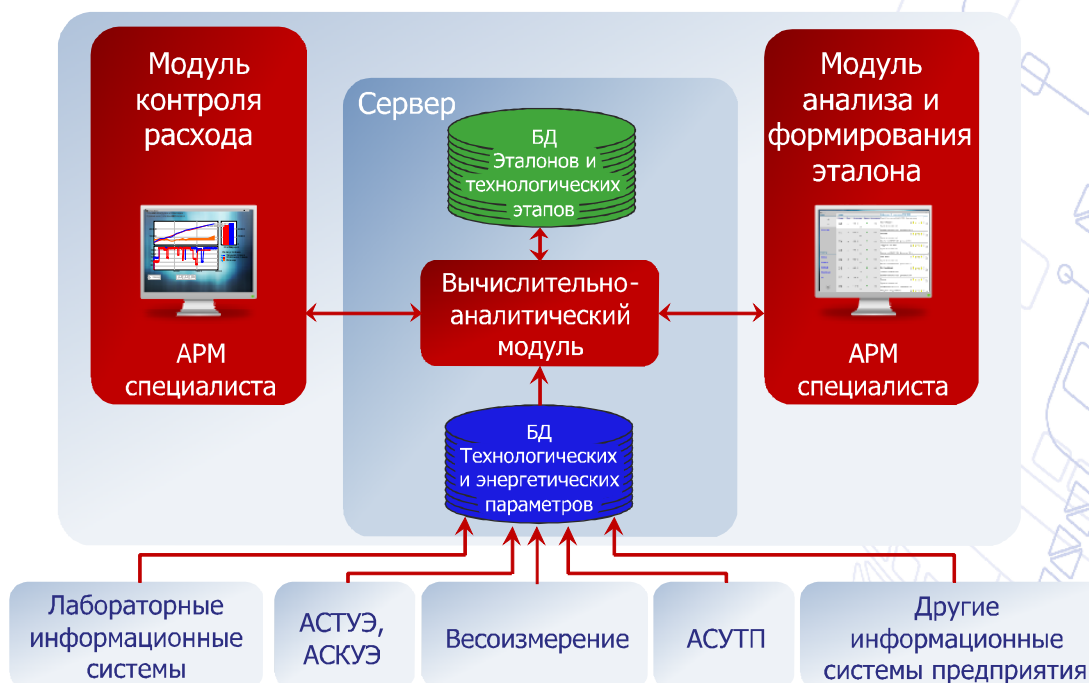 Модуль
контроля
расхода
АРМ
специалиста
Сервер
БД
Эталонов и
технологических
этапов
Вычислительно-
аналитический
модуль
БД
Технологических
и энергетических
параметров
Модуль
анализа и
формирования
эталона
АРМ
специалиста
Лабораторные
информационные
системы
АСТУЭ,
АСКУЭ
Весоизмерение
АСУТП
Другие
информационные
системы предприятия